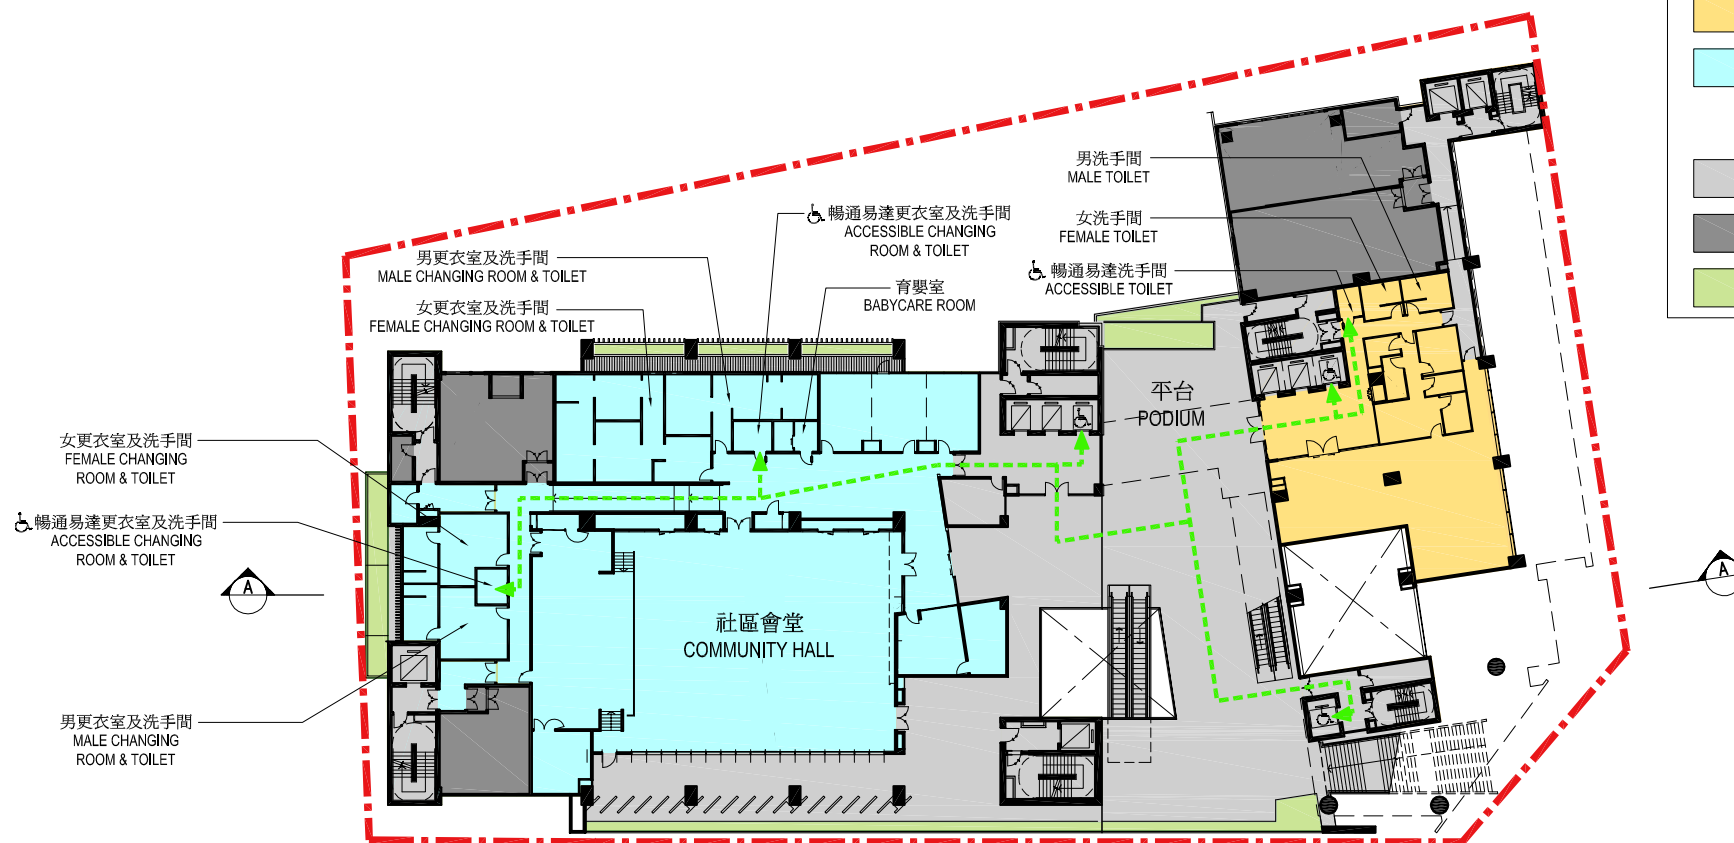 男洗手間
MALE TOILET
女洗手間
FEMALE TOILET
暢通易達洗手間
ACCESSIBLE TOILET
暢通易達更衣室及洗手間
ACCESSIBLE CHANGING
ROOM & TOILET
男更衣室及洗手間
MALE CHANGING ROOM & TOILET
育嬰室
BABYCARE ROOM
女更衣室及洗手間
FEMALE CHANGING ROOM & TOILET
平台
PODIUM
女更衣室及洗手間
FEMALE CHANGING
ROOM & TOILET
暢通易達更衣室及洗手間
ACCESSIBLE CHANGING
ROOM & TOILET
A
A
社區會堂
COMMUNITY HALL
男更衣室及洗手間
MALE CHANGING
ROOM & TOILET